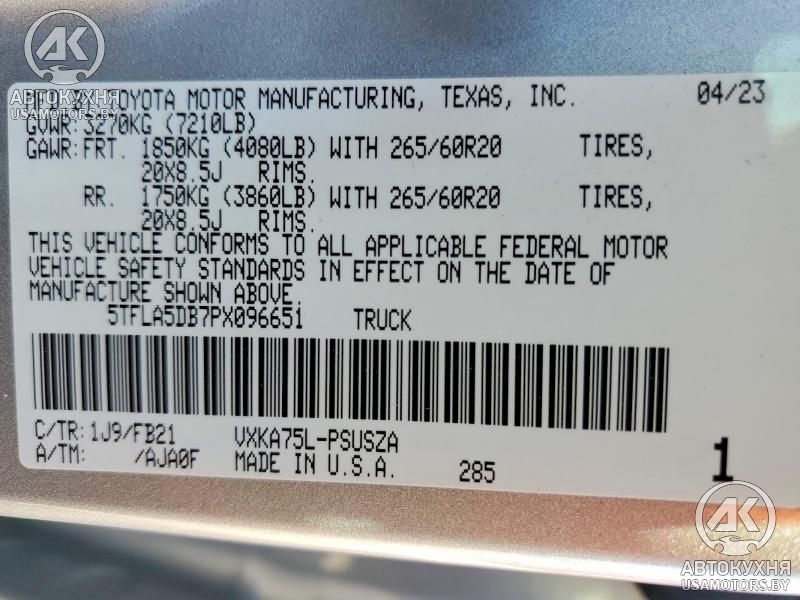 AK
АВТОКУХНЯ
USAMOTORS.BY
TOYOTA MOTOR MANUFACTURING, TEXAS, INC. 04/23
GVWR:3270KG (7210LB)
GAWR:FRT. 1850KG (4080LB) WITH 265/60R20 TIRES,
20X8.5J RIMS.
RR. 1750KG (3860LB) WITH 265/60R20 TIRES,
20X8.5J RIMS.
THIS VEHICLE CONFORMS TO ALL APPLICABLE FEDERAL MOTOR
VEHICLE SAFETY STANDARDS IN EFFECT ON THE DATE OF
MANUFACTURE SHOWN ABOVE.
5TFLA5DB7PX096651 TRUCK
C/TR:1J9/FB21 VXKA75L-PSUSZA
A/TM: /AJA0F MADE IN U.S.A. 285 1
AK
АВТОКУХНЯ
USAMOTORS.BY